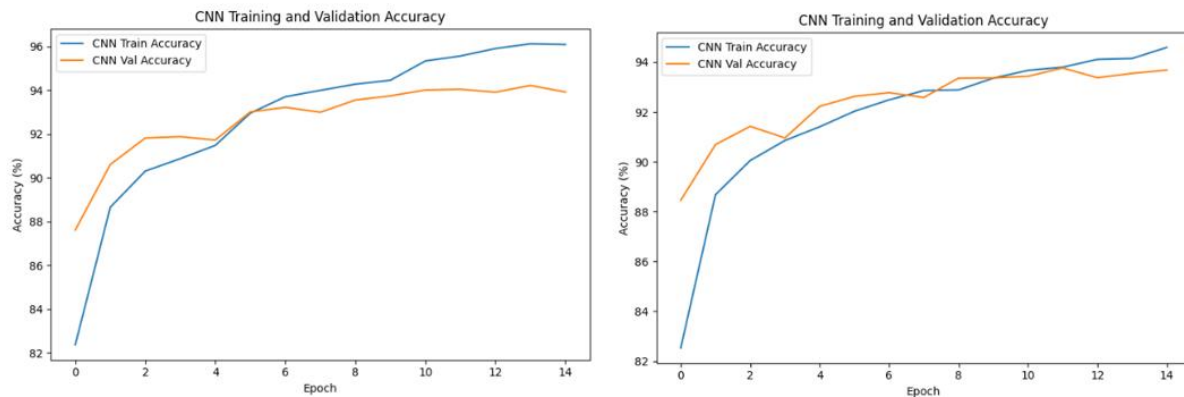 CNN Training and Validation Accuracy
CNN Train Accuracy
CNN Val Accuracy
96
94
92
90
88
86
84
82
Accuracy (%)
0 2 4 6 8 10 12 14
Epoch
CNN Training and Validation Accuracy
CNN Train Accuracy
CNN Val Accuracy
94
92
90
88
86
84
82
Accuracy (%)
0 2 4 6 8 10 12 14
Epoch